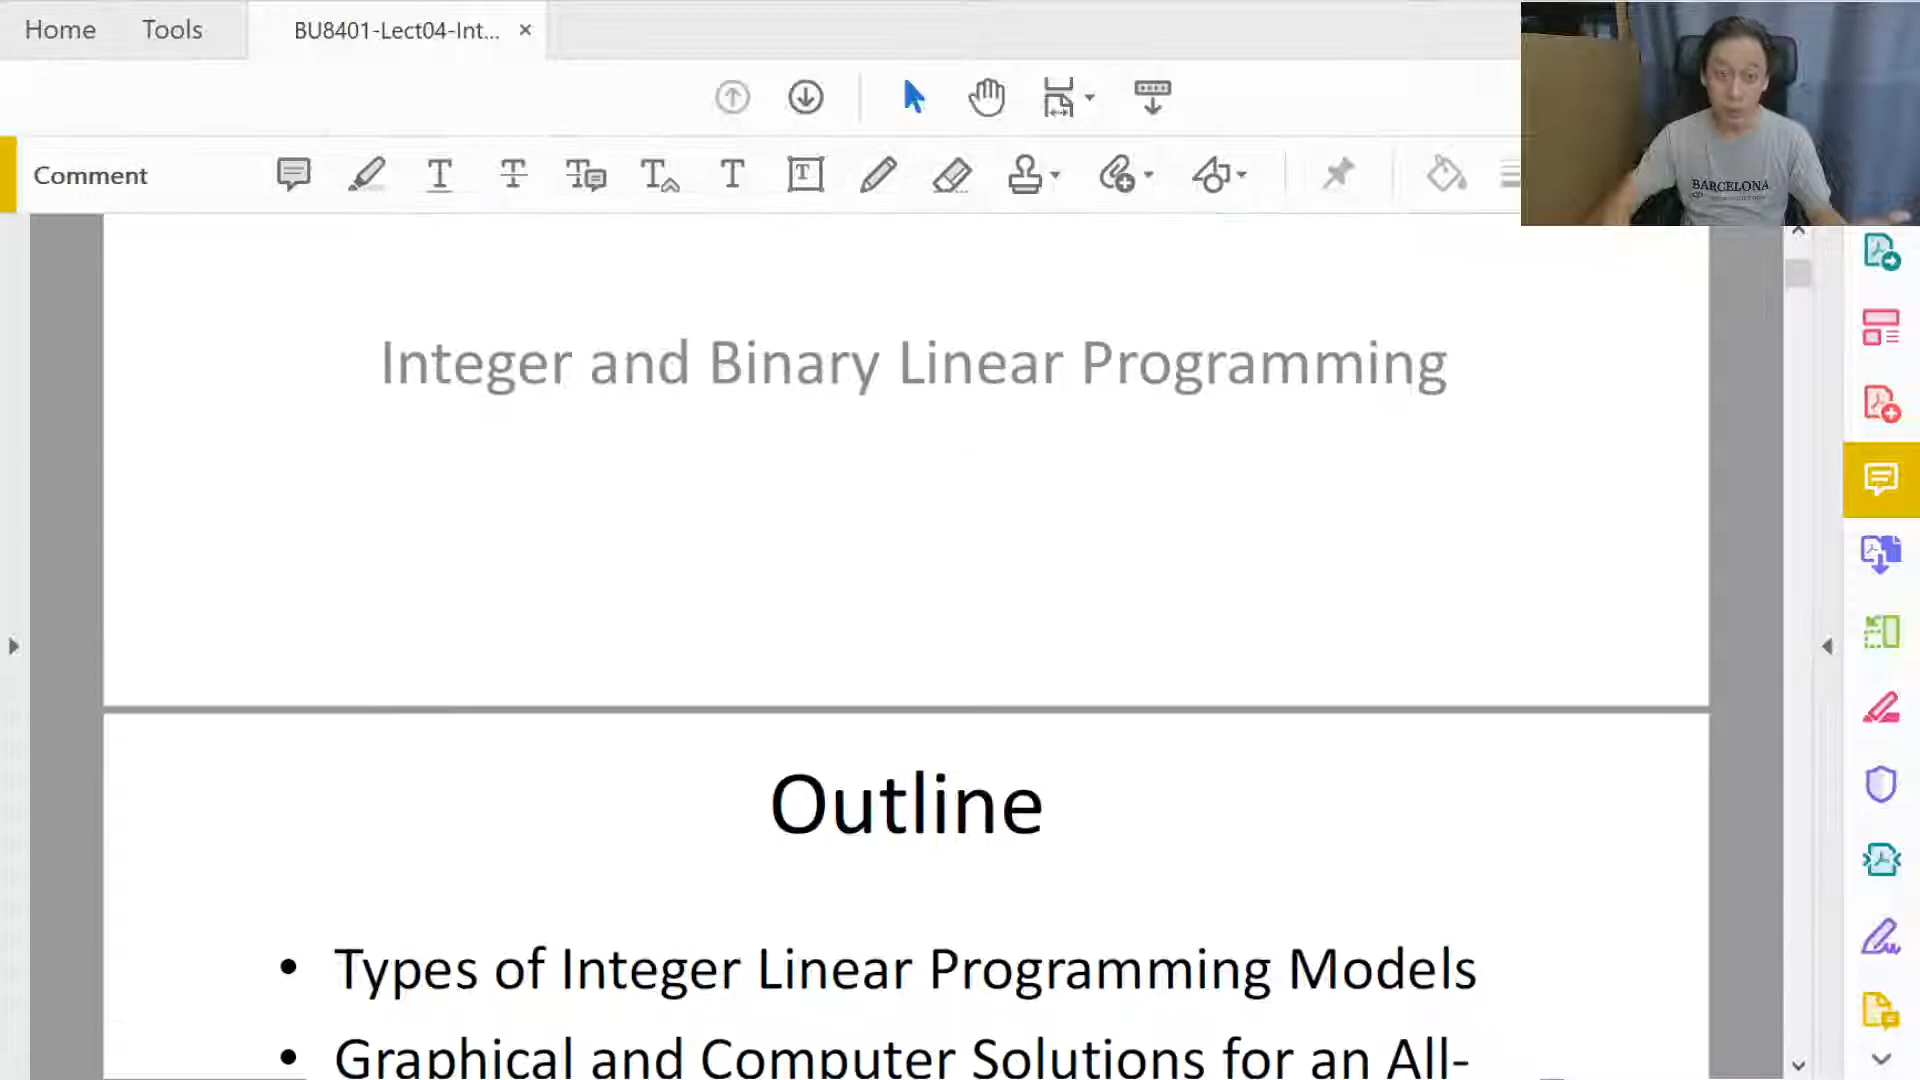 Home Tools BU8401-Lect04-Int...
Comment
BARCELONA
Integer and Binary Linear Programming
Outline
• Types of Integer Linear Programming Models
• Graphical and Computer Solutions for an All-